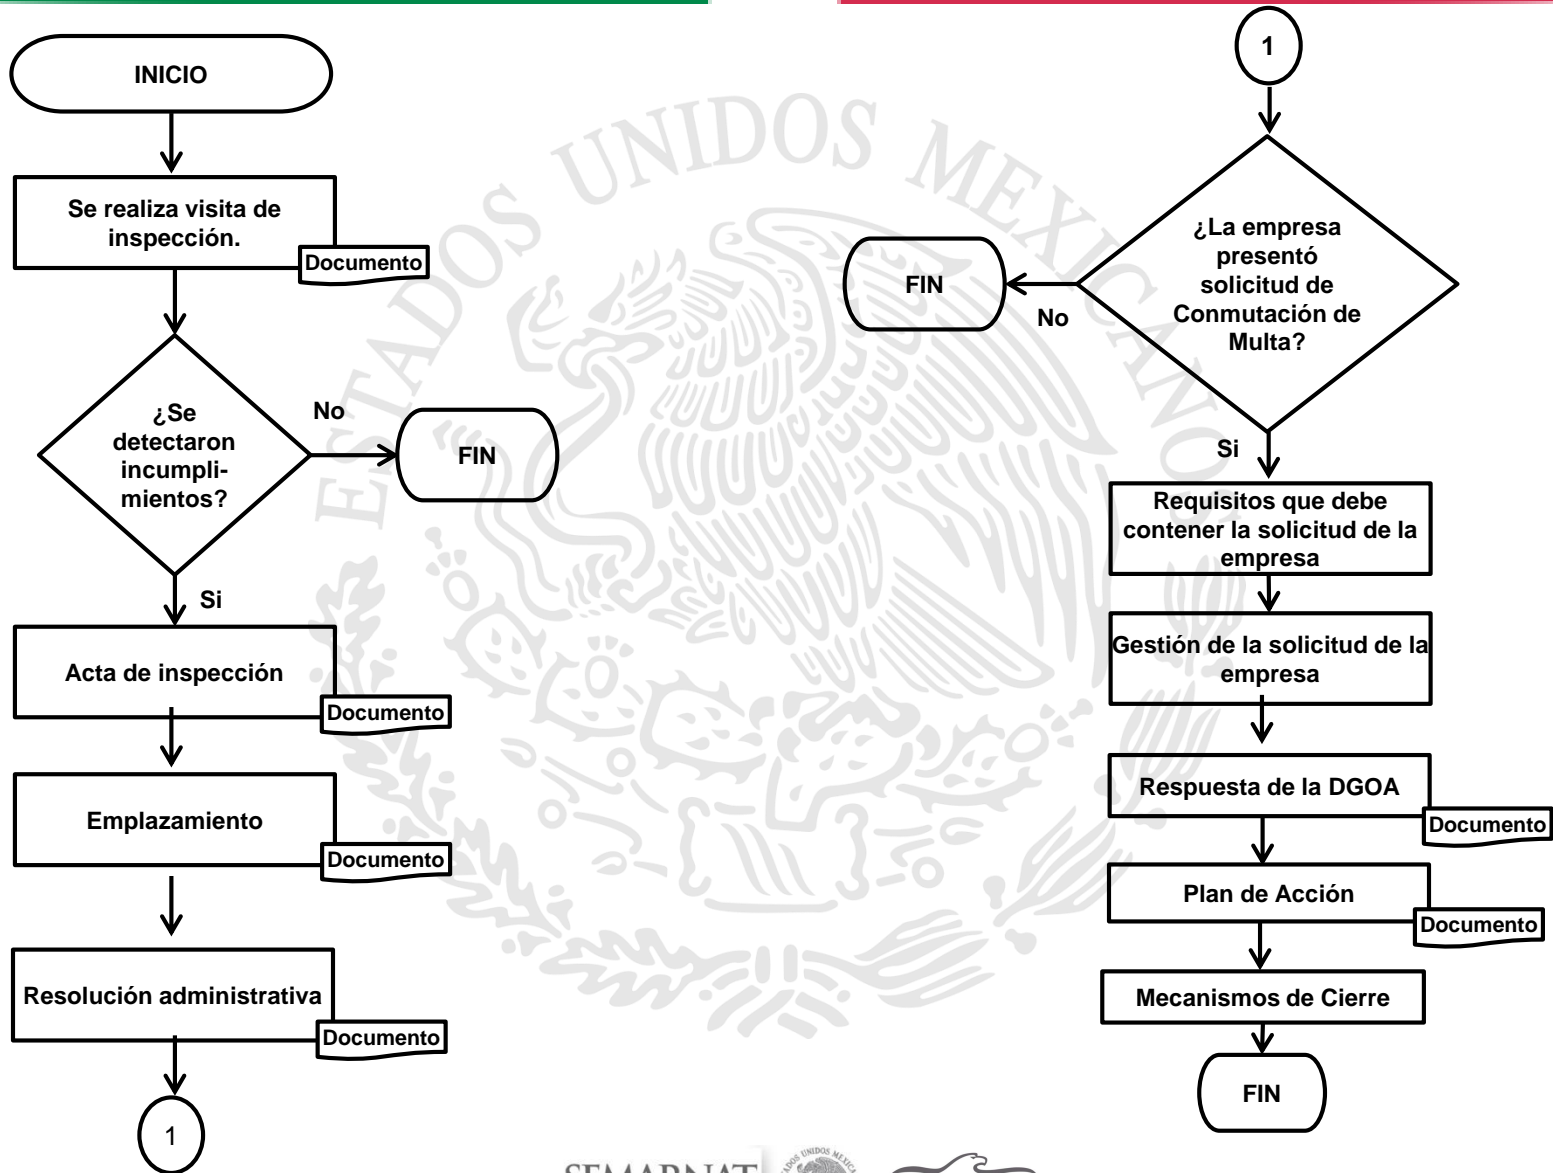 INICIO
Se realiza visita de
inspección.
Documento
¿Se
detectaron
incumpli-
mientos?
No
FIN
Si
Acta de inspección
Documento
Emplazamiento
Documento
Resolución administrativa
Documento
1
1
¿La empresa
presentó
solicitud de
Conmutación de
Multa?
No
FIN
Si
Requisitos que debe
contener la solicitud de la
empresa
Gestión de la solicitud de la
empresa
Respuesta de la DGOA
Documento
Plan de Acción
Documento
Mecanismos de Cierre
FIN
ESTADOS UNIDOS MEXICANOS
SEMARNAT